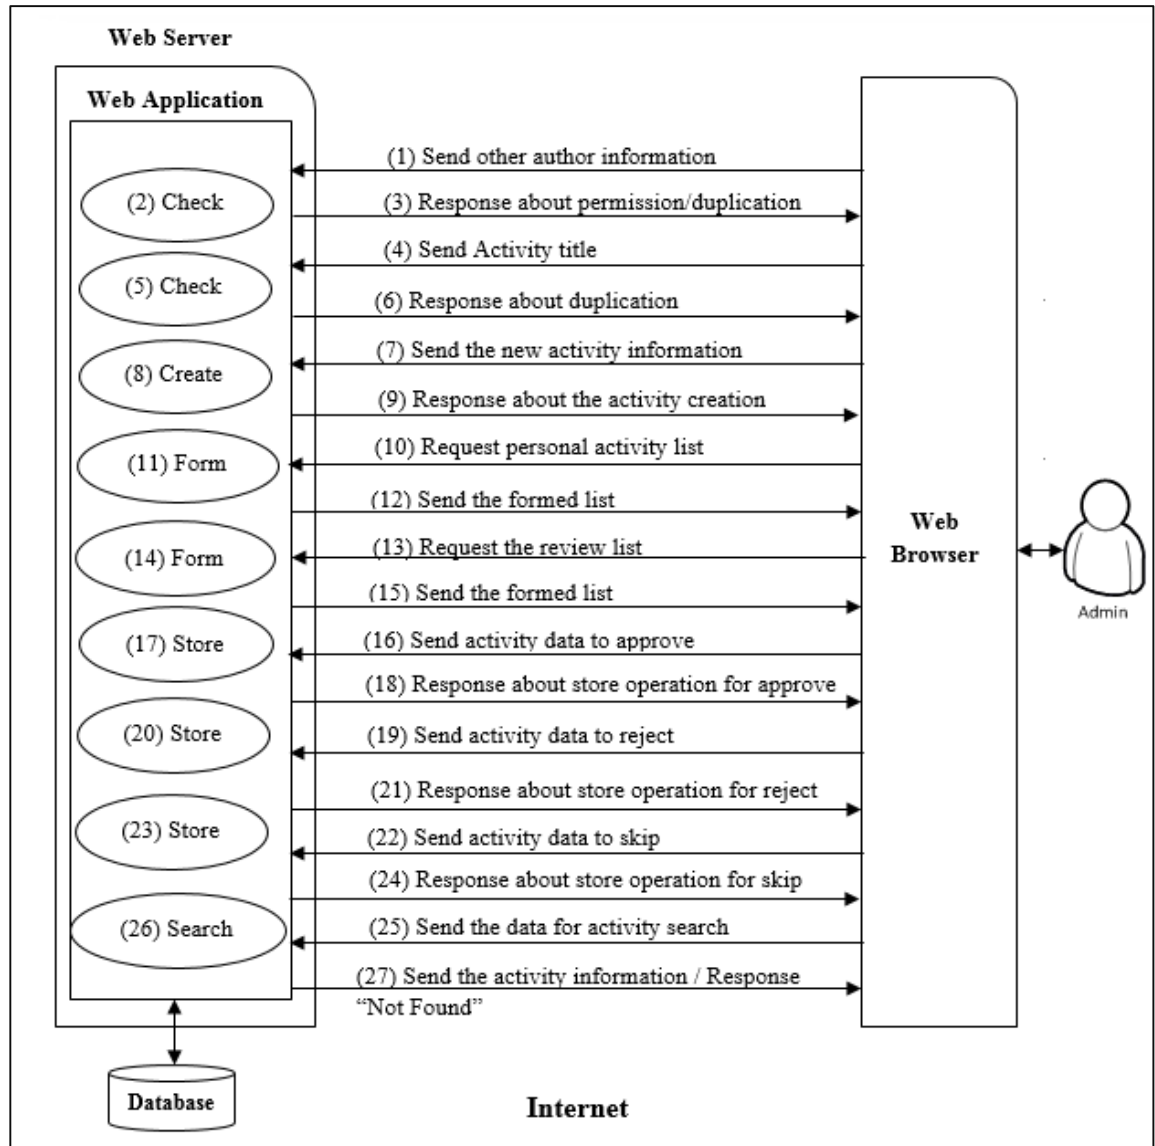 Web Server
Web Application
(1) Send other author information
(2) Check
(3) Response about permission/duplication
(4) Send Activity title
(5) Check
(6) Response about duplication
(7) Send the new activity information
(8) Create
(9) Response about the activity creation
(10) Request personal activity list
(11) Form
(12) Send the formed list
(13) Request the review list
(14) Form
(15) Send the formed list
(16) Send activity data to approve
(17) Store
(18) Response about store operation for approve
(19) Send activity data to reject
(20) Store
(21) Response about store operation for reject
(22) Send activity data to skip
(23) Store
(24) Response about store operation for skip
(25) Send the data for activity search
(26) Search
(27) Send the activity information / Response
“Not Found”
Web
Browser
Admin
Database
Internet